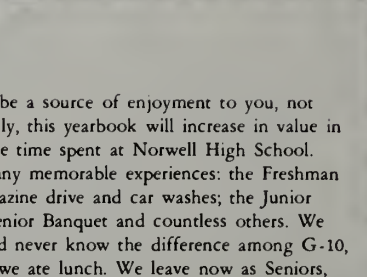 be a source of enjoyment to you, not
ly, this yearbook will increase in value in
e time spent at Norwell High School.
ny memorable experiences: the Freshman
azine drive and car washes; the Junior
enior Banquet and countless others. We
d never know the difference among G-10,
we ate lunch. We leave now as Seniors,